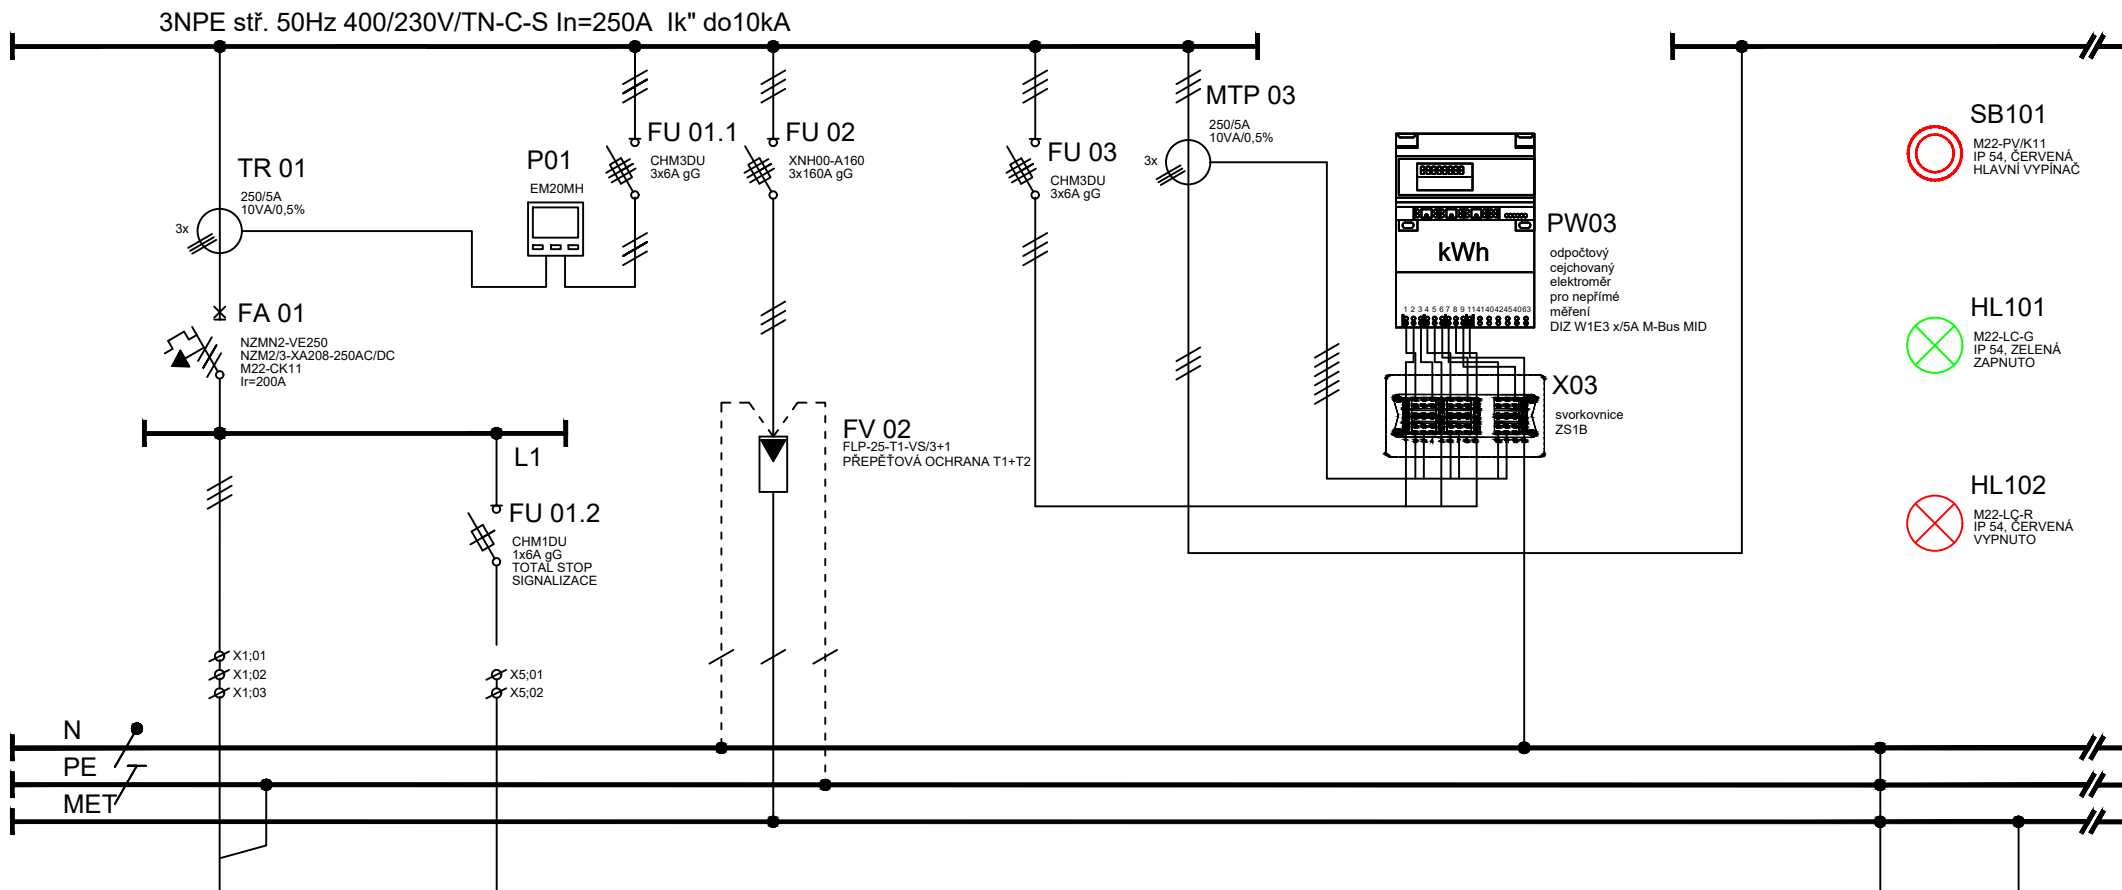 3NPE stř. 50Hz 400/230V/TN-C-S In=250A Ik" do10kA
TR 01
250/5A
10VA/0,5%
3x
P01
EM20MH
FU 01.1
CHM3DU
3x6A gG
FU 02
XNH00-A160
3x160A gG
FU 03
CHM3DU
3x6A gG
MTP 03
250/5A
10VA/0,5%
3x
kWh
PW03
odpočtový
cejchovaný
elektroměr
pro nepřímé
měření
DIZ W1E3 x/5A M-Bus MID
X03
svorkovnice
ZS1B
SB101
M22-PV/K11
IP 54, ČERVENÁ
HLAVNÍ VYPÍNAČ
HL101
M22-LC-G
IP 54, ZELENÁ
ZAPNUTO
HL102
M22-LC-R
IP 54, ČERVENÁ
VYPNUTO
FA 01
NZMN2-VE250
NZM2/3-XA208-250AC/DC
M22-CK11
Ir=200A
L1
FU 01.2
CHM1DU
1x6A gG
TOTAL STOP
SIGNALIZACE
FV 02
FLP-25-T1-VS/3+1
PŘEPĚŤOVÁ OCHRANA T1+T2
X1;01
X1;02
X1;03
X5;01
X5;02
N
PE
MET